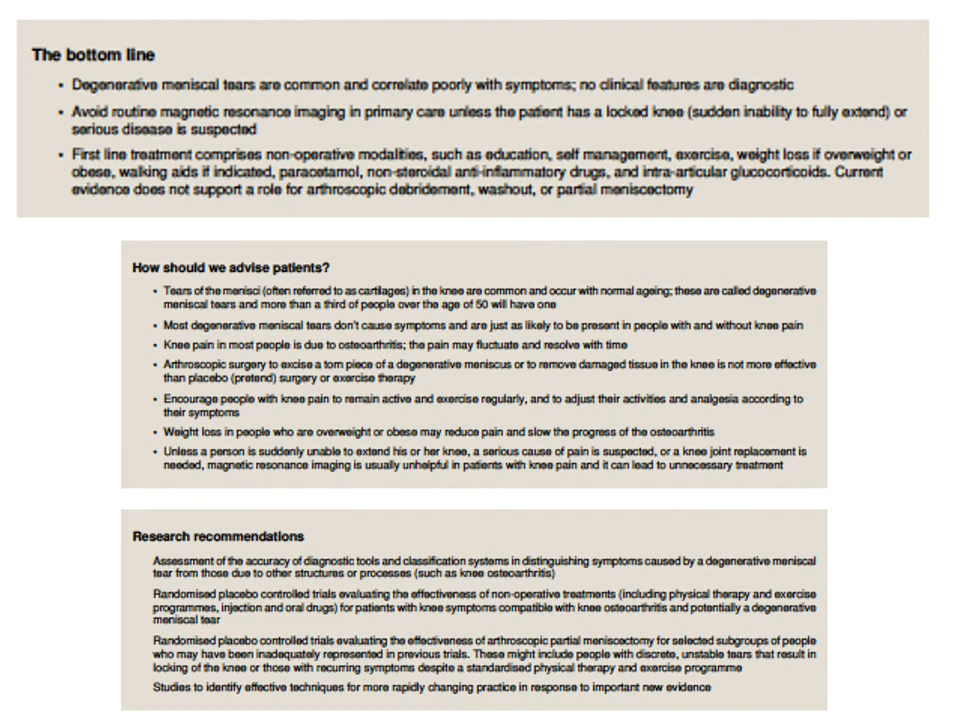 The bottom line
• Degenerative meniscal tears are common and correlate poorly with symptoms; no clinical features are diagnostic
• Avoid routine magnetic resonance imaging in primary care unless the patient has a locked knee (sudden inability to fully extend) or
serious disease is suspected
• First line treatment comprises non-operative modalities, such as education, self management, exercise, weight loss if overweight or
obese, walking aids if indicated, paracetamol, non-steroidal anti-inflammatory drugs, and intra-articular glucocorticoids. Current
evidence does not support a role for arthroscopic debridement, washout, or partial meniscectomy
How should we advise patients?
• Tears of the menisci (often referred to as cartilages) in the knee are common and occur with normal ageing; these are called degenerative
meniscal tears and more than a third of people over the age of 50 will have one
• Most degenerative meniscal tears don't cause symptoms and are just as likely to be present in people with and without knee pain
• Knee pain in most people is due to osteoarthritis; the pain may fluctuate and resolve with time
• Arthroscopic surgery to excise a torn piece of a degenerative meniscus or to remove damaged tissue in the knee is not more effective
than placebo (pretend) surgery or exercise therapy
• Encourage people with knee pain to remain active and exercise regularly, and to adjust their activities and analgesia according to
their symptoms
• Weight loss in people who are overweight or obese may reduce pain and slow the progress of the osteoarthritis
• Unless a person is suddenly unable to extend his or her knee, a serious cause of pain is suspected, or a knee joint replacement is
needed, magnetic resonance imaging is usually unhelpful in patients with knee pain and it can lead to unnecessary treatment
Research recommendations
Assessment of the accuracy of diagnostic tools and classification systems in distinguishing symptoms caused by a degenerative meniscal
tear from those due to other structures or processes (such as knee osteoarthritis)
Randomised placebo controlled trials evaluating the effectiveness of non-operative treatments (including physical therapy and exercise
programmes, injection and oral drugs) for patients with knee symptoms compatible with knee osteoarthritis and potentially a degenerative
meniscal tear
Randomised placebo controlled trials evaluating the effectiveness of arthroscopic partial meniscectomy for selected subgroups of people
who may have been inadequately represented in previous trials. These might include people with discrete, unstable tears that result in
locking of the knee or those with recurring symptoms despite a standardised physical therapy and exercise programme
Studies to identify effective techniques for more rapidly changing practice in response to important new evidence